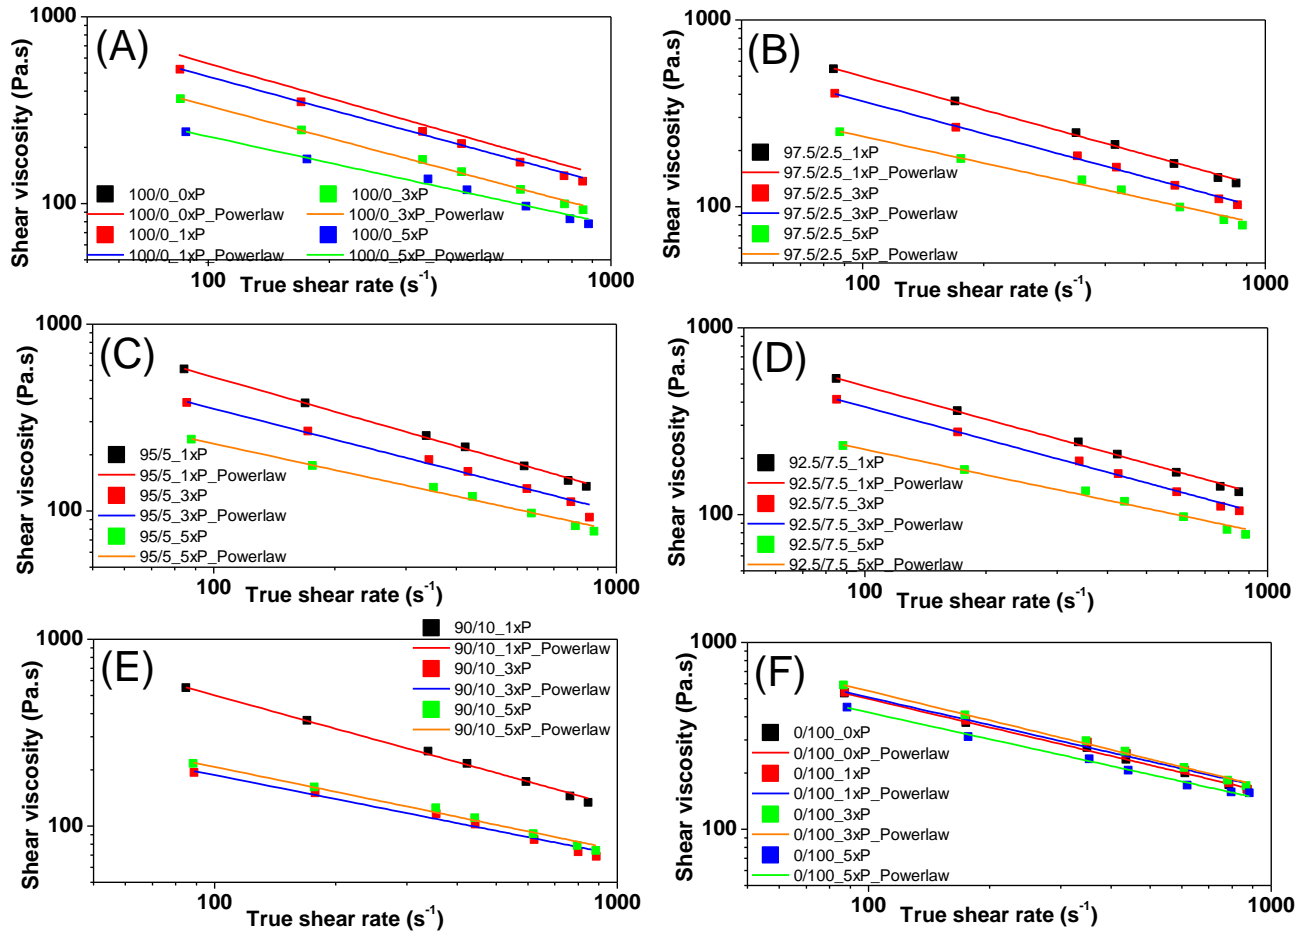 (A)
Shear viscosity (Pa.s)
1000
100
100/0_0xP
100/0_0xP_Powerlaw
100/0_1xP
100/0_1xP_Powerlaw
100/0_3xP
100/0_3xP_Powerlaw
100/0_5xP
100/0_5xP_Powerlaw
100
1000
True shear rate (s⁻¹)
(B)
Shear viscosity (Pa.s)
1000
100
97.5/2.5_1xP
97.5/2.5_1xP_Powerlaw
97.5/2.5_3xP
97.5/2.5_3xP_Powerlaw
97.5/2.5_5xP
97.5/2.5_5xP_Powerlaw
100
1000
True shear rate (s⁻¹)
(C)
Shear viscosity (Pa.s)
1000
100
95/5_1xP
95/5_1xP_Powerlaw
95/5_3xP
95/5_3xP_Powerlaw
95/5_5xP
95/5_5xP_Powerlaw
100
1000
True shear rate (s⁻¹)
(D)
Shear viscosity (Pa.s)
1000
100
92.5/7.5_1xP
92.5/7.5_1xP_Powerlaw
92.5/7.5_3xP
92.5/7.5_3xP_Powerlaw
92.5/7.5_5xP
92.5/7.5_5xP_Powerlaw
100
1000
True shear rate (s⁻¹)
(E)
Shear viscosity (Pa.s)
1000
100
90/10_1xP
90/10_1xP_Powerlaw
90/10_3xP
90/10_3xP_Powerlaw
90/10_5xP
90/10_5xP_Powerlaw
100
1000
True shear rate (s⁻¹)
(F)
Shear viscosity (Pa.s)
1000
100
0/100_0xP
0/100_0xP_Powerlaw
0/100_1xP
0/100_1xP_Powerlaw
0/100_3xP
0/100_3xP_Powerlaw
0/100_5xP
0/100_5xP_Powerlaw
100
1000
True shear rate (s⁻¹)